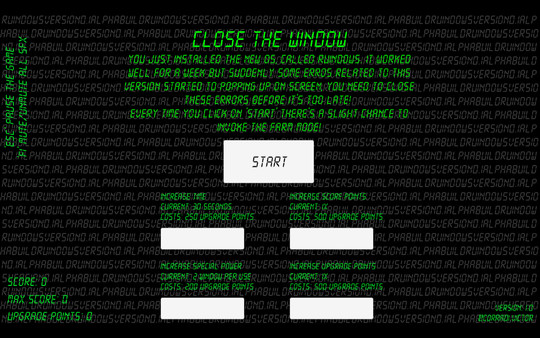 CLOSE THE WINDOW
YOU JUST INSTALLED THE NEW OS, CALLED RWINDOWS. IT WORKED
WELL FOR A WEEK BUT SUDDENLY SOME ERROS RELATED TO THIS
VERSION STARTED TO POPPING UP ON SCREEM. YOU NEED TO CLOSE
THESE ERRORS BEFORE IT'S TOO LATE!
EVERY TIME YOU CLICK ON "START" THERE'S A SLIGHT CHANCE TO
INVOKE THE FARM MODE!
ESC: PAUSE THE GAME
F1: MUTE/UNMUTE ALL SFX
START
INCREASE TIME
CURRENT: 30 SECONDS
COSTS: 250 UPGRADE POINTS
INCREASE SCORE POINTS
CURRENT: 1X
COSTS: 500 UPGRADE POINTS
INCREASE SPECIAL POWER
CURRENT: 2 WINDOW PER USE
COSTS: 200 UPGRADE POINTS
INCREASE UPGRADE POINTS
CURRENT: 1X
COSTS: 500 UPGRADE POINTS
SCORE: 0
MAX SCORE: 0
UPGRADE POINTS: 0
VERSION: 1.0